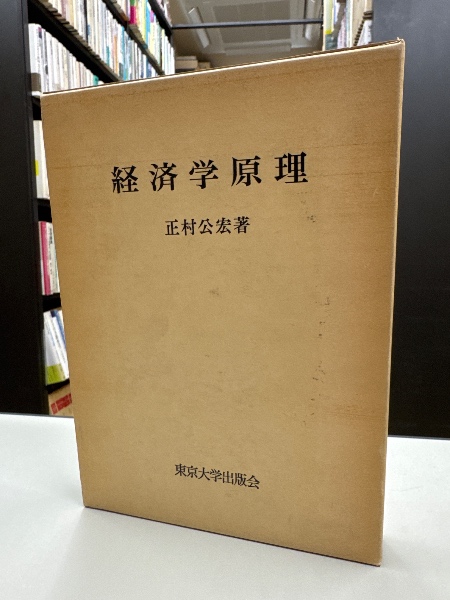 経済学原理
正村公宏著
東京大学出版会